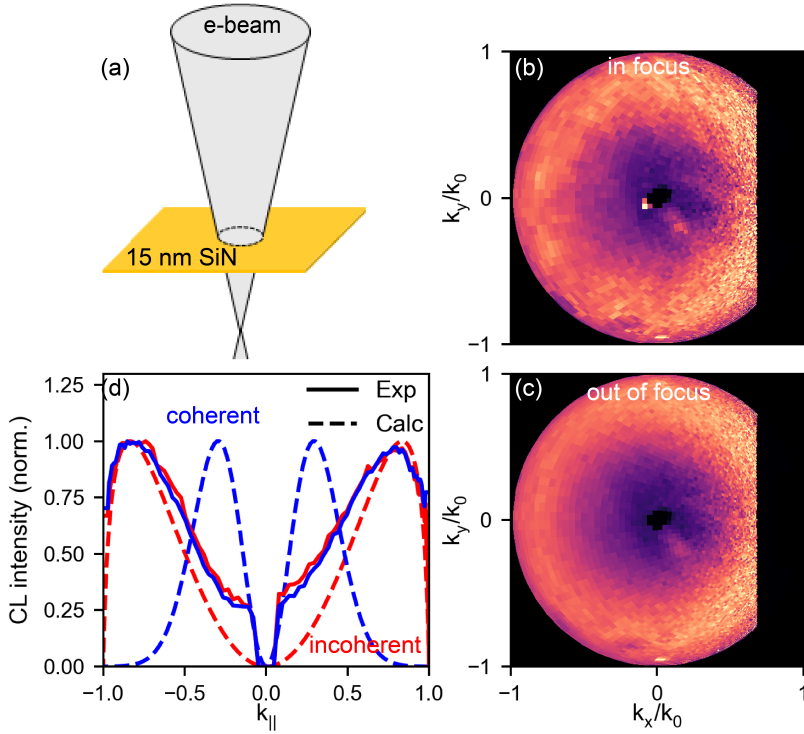 (a)
e-beam
15 nm SiN
(b)
in focus
1
0
−1
k_y/k_0
(c)
out of focus
1
0
−1
k_y/k_0
−1
0
1
k_x/k_0
(d)
Exp
Calc
coherent
incoherent
1.25
1.00
0.75
0.50
0.25
0.00
CL intensity (norm.)
−1.0
−0.5
0.0
0.5
1.0
k_||